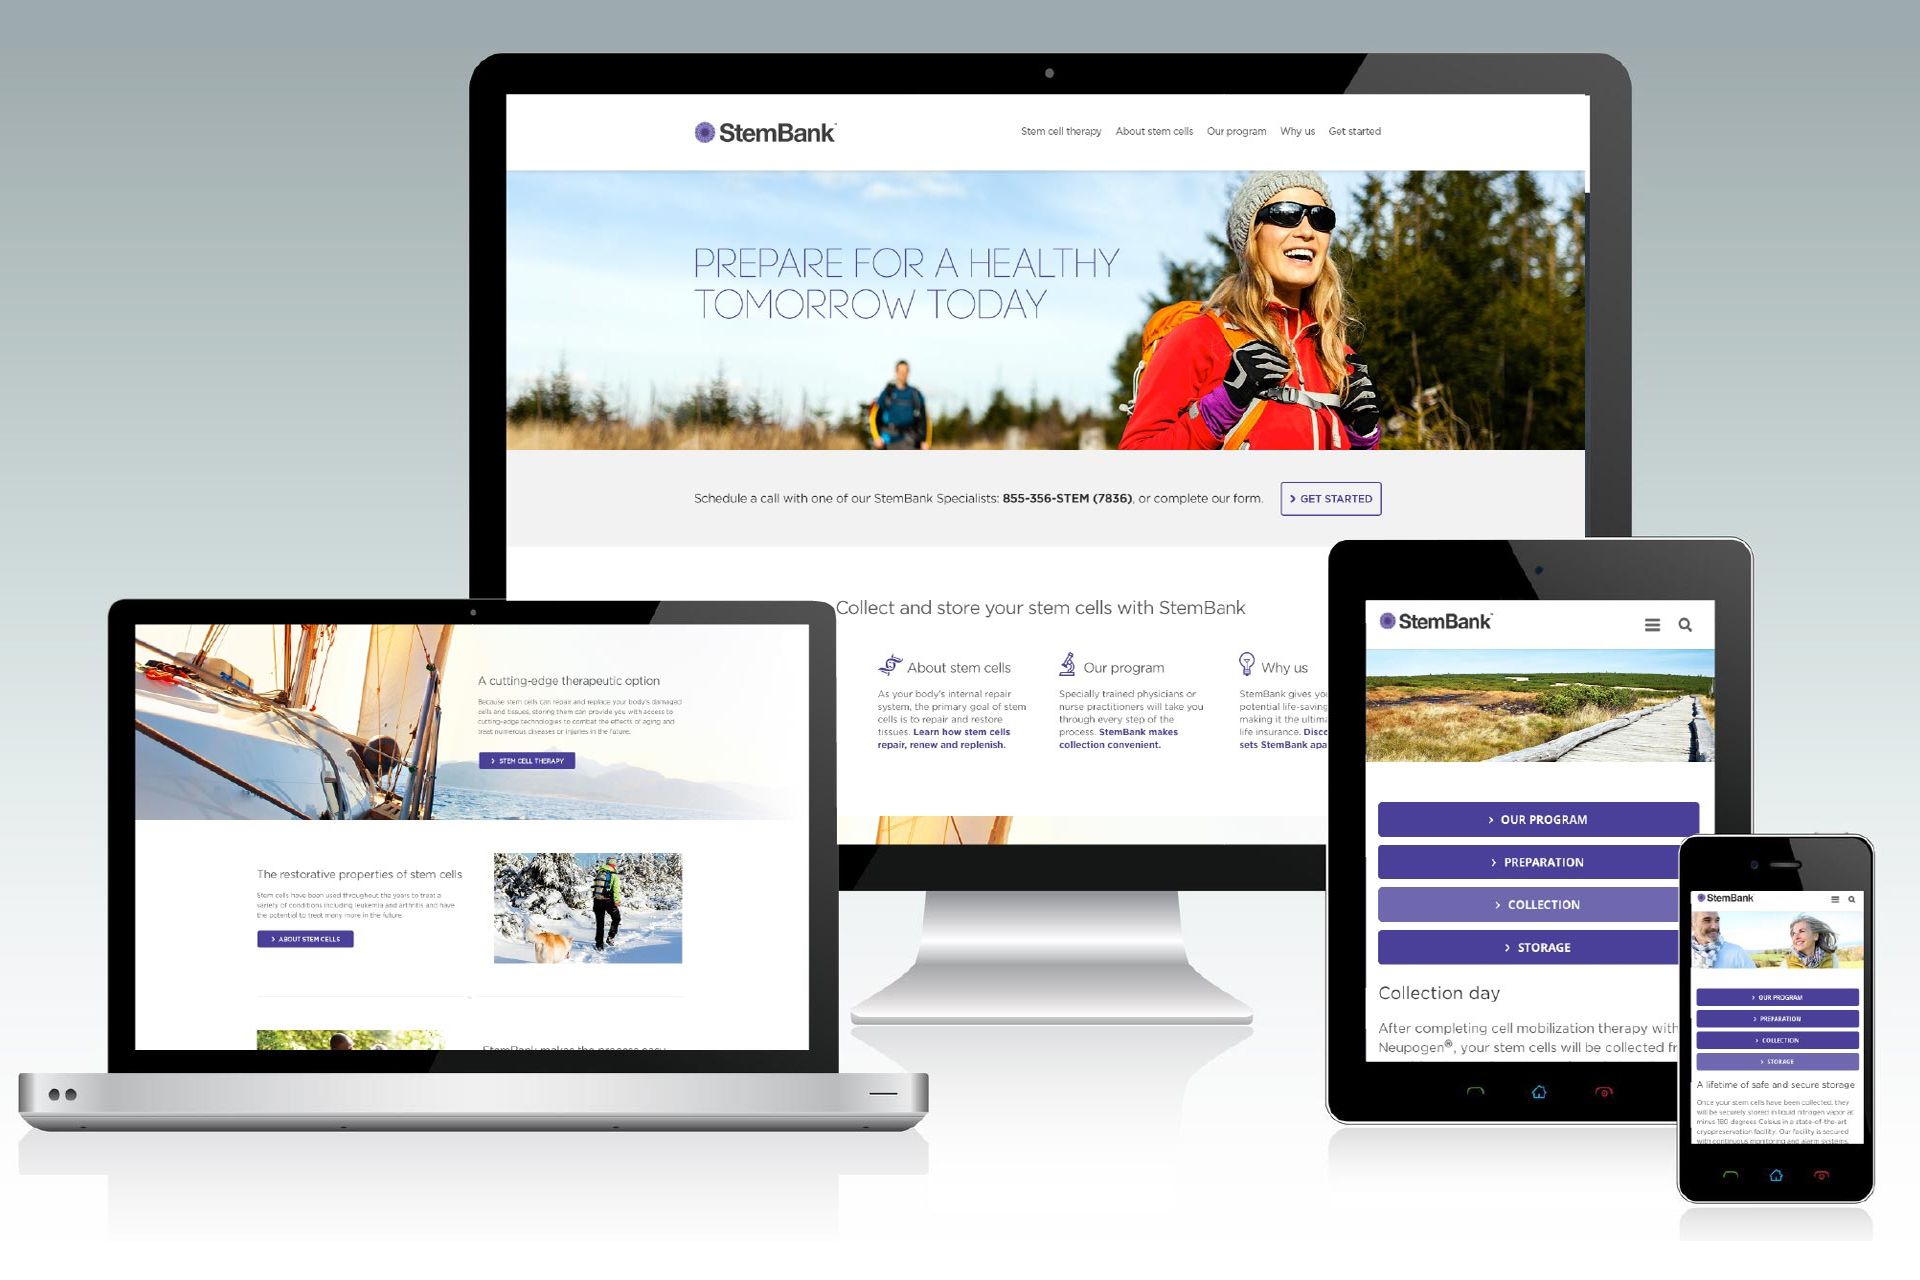 StemBank™
Stem cell therapy About stem cells Our program Why us Get started
PREPARE FOR A HEALTHY
TOMORROW TODAY
Schedule a call with one of our StemBank Specialists: 855-356-STEM (7836), or complete our form.
GET STARTED
Collect and store your stem cells with StemBank
About stem cells
As your body's internal repair
system, the primary goal of stem
cells is to repair and restore
tissues. Learn how stem cells
repair, renew and replenish.
Our program
Specially trained physicians or
nurse practitioners will take you
through every step of the
process. StemBank makes
collection convenient.
Why us
StemBank gives you
potential life-saving
making it the ultima
life insurance. Disco
sets StemBank apa
A cutting-edge therapeutic option
Because stem cells can repair and replace your body's damaged
cells and tissues, storing them can provide you with access to
cutting-edge technologies to combat the effects of aging and
treat numerous diseases or injuries in the future.
STEM CELL THERAPY
The restorative properties of stem cells
Stem cells have been used throughout the years to treat a
variety of conditions including leukemia and arthritis and have
the potential to treat many more in the future.
ABOUT STEM CELLS
StemBank makes the process easy
StemBank™
OUR PROGRAM
PREPARATION
COLLECTION
STORAGE
Collection day
After completing cell mobilization therapy with
Neupogen®, your stem cells will be collected fr
StemBank
OUR PROGRAM
PREPARATION
COLLECTION
STORAGE
A lifetime of safe and secure storage
Once your stem cells have been collected, they
will be securely stored in liquid nitrogen vapor at
minus 180 degrees Celsius in a state-of-the-art
cryopreservation facility. Our facility is secured
with continuous monitoring and alarm systems,